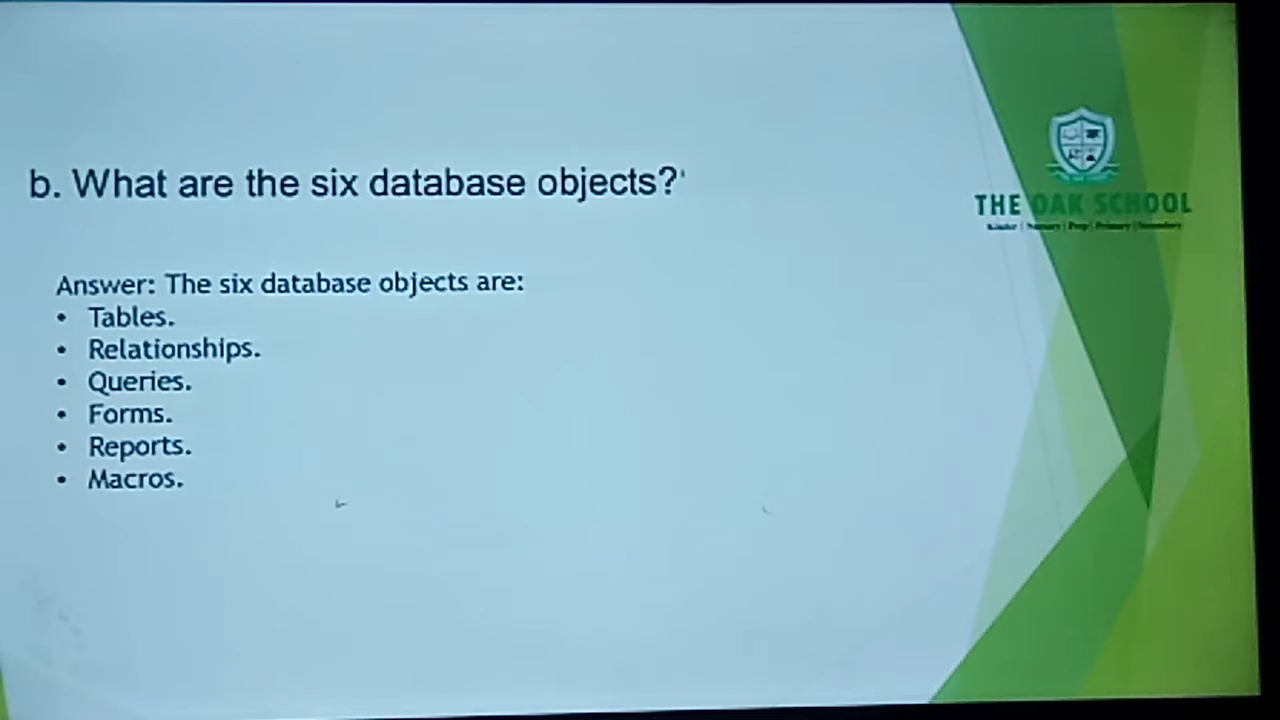 b. What are the six database objects?
THE OAK SCHOOL
Kinder | Nursery | Prep | Primary | Secondary
Answer: The six database objects are:
• Tables.
• Relationships.
• Queries.
• Forms.
• Reports.
• Macros.